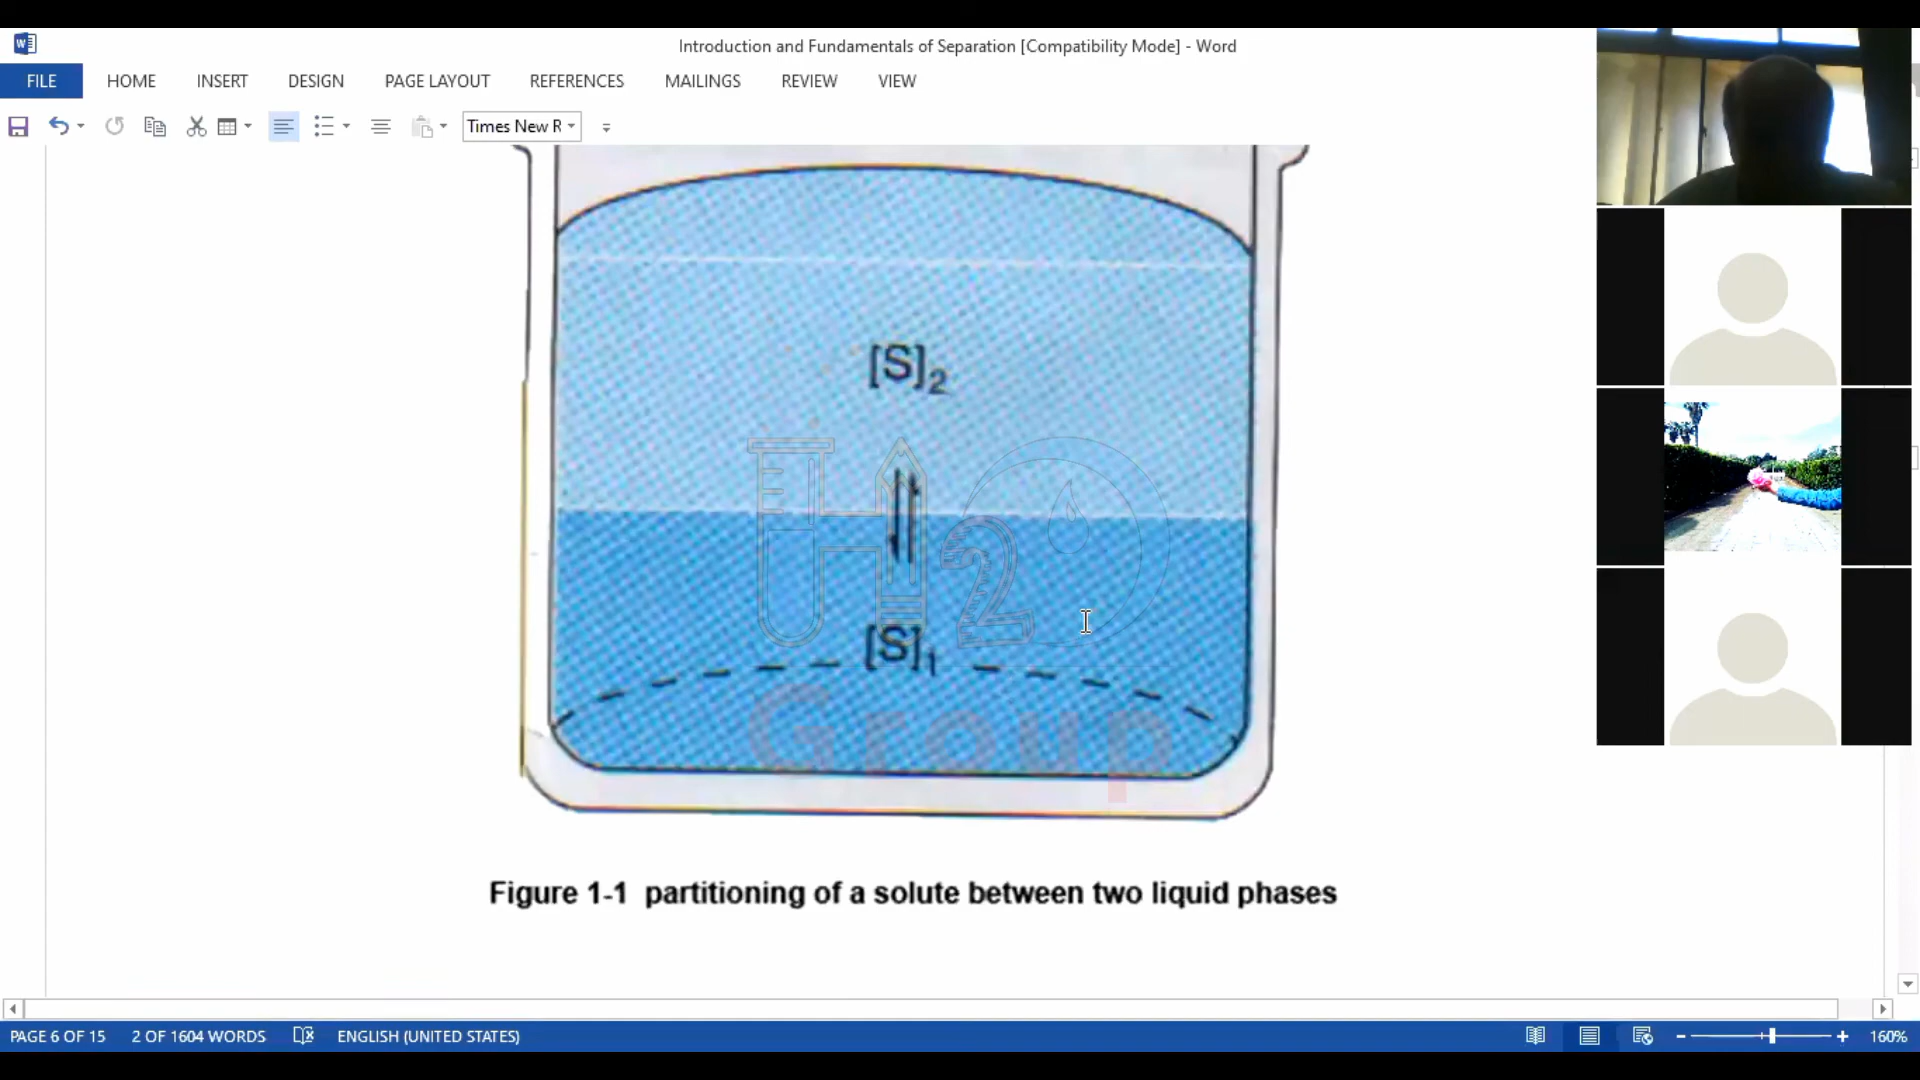 Introduction and Fundamentals of Separation [Compatibility Mode] - Word
FILE HOME INSERT DESIGN PAGE LAYOUT REFERENCES MAILINGS REVIEW VIEW
Times New R
[S]2
H2
[S]1
Group
Figure 1-1 partitioning of a solute between two liquid phases
PAGE 6 OF 15 2 OF 1604 WORDS ENGLISH (UNITED STATES) 160%